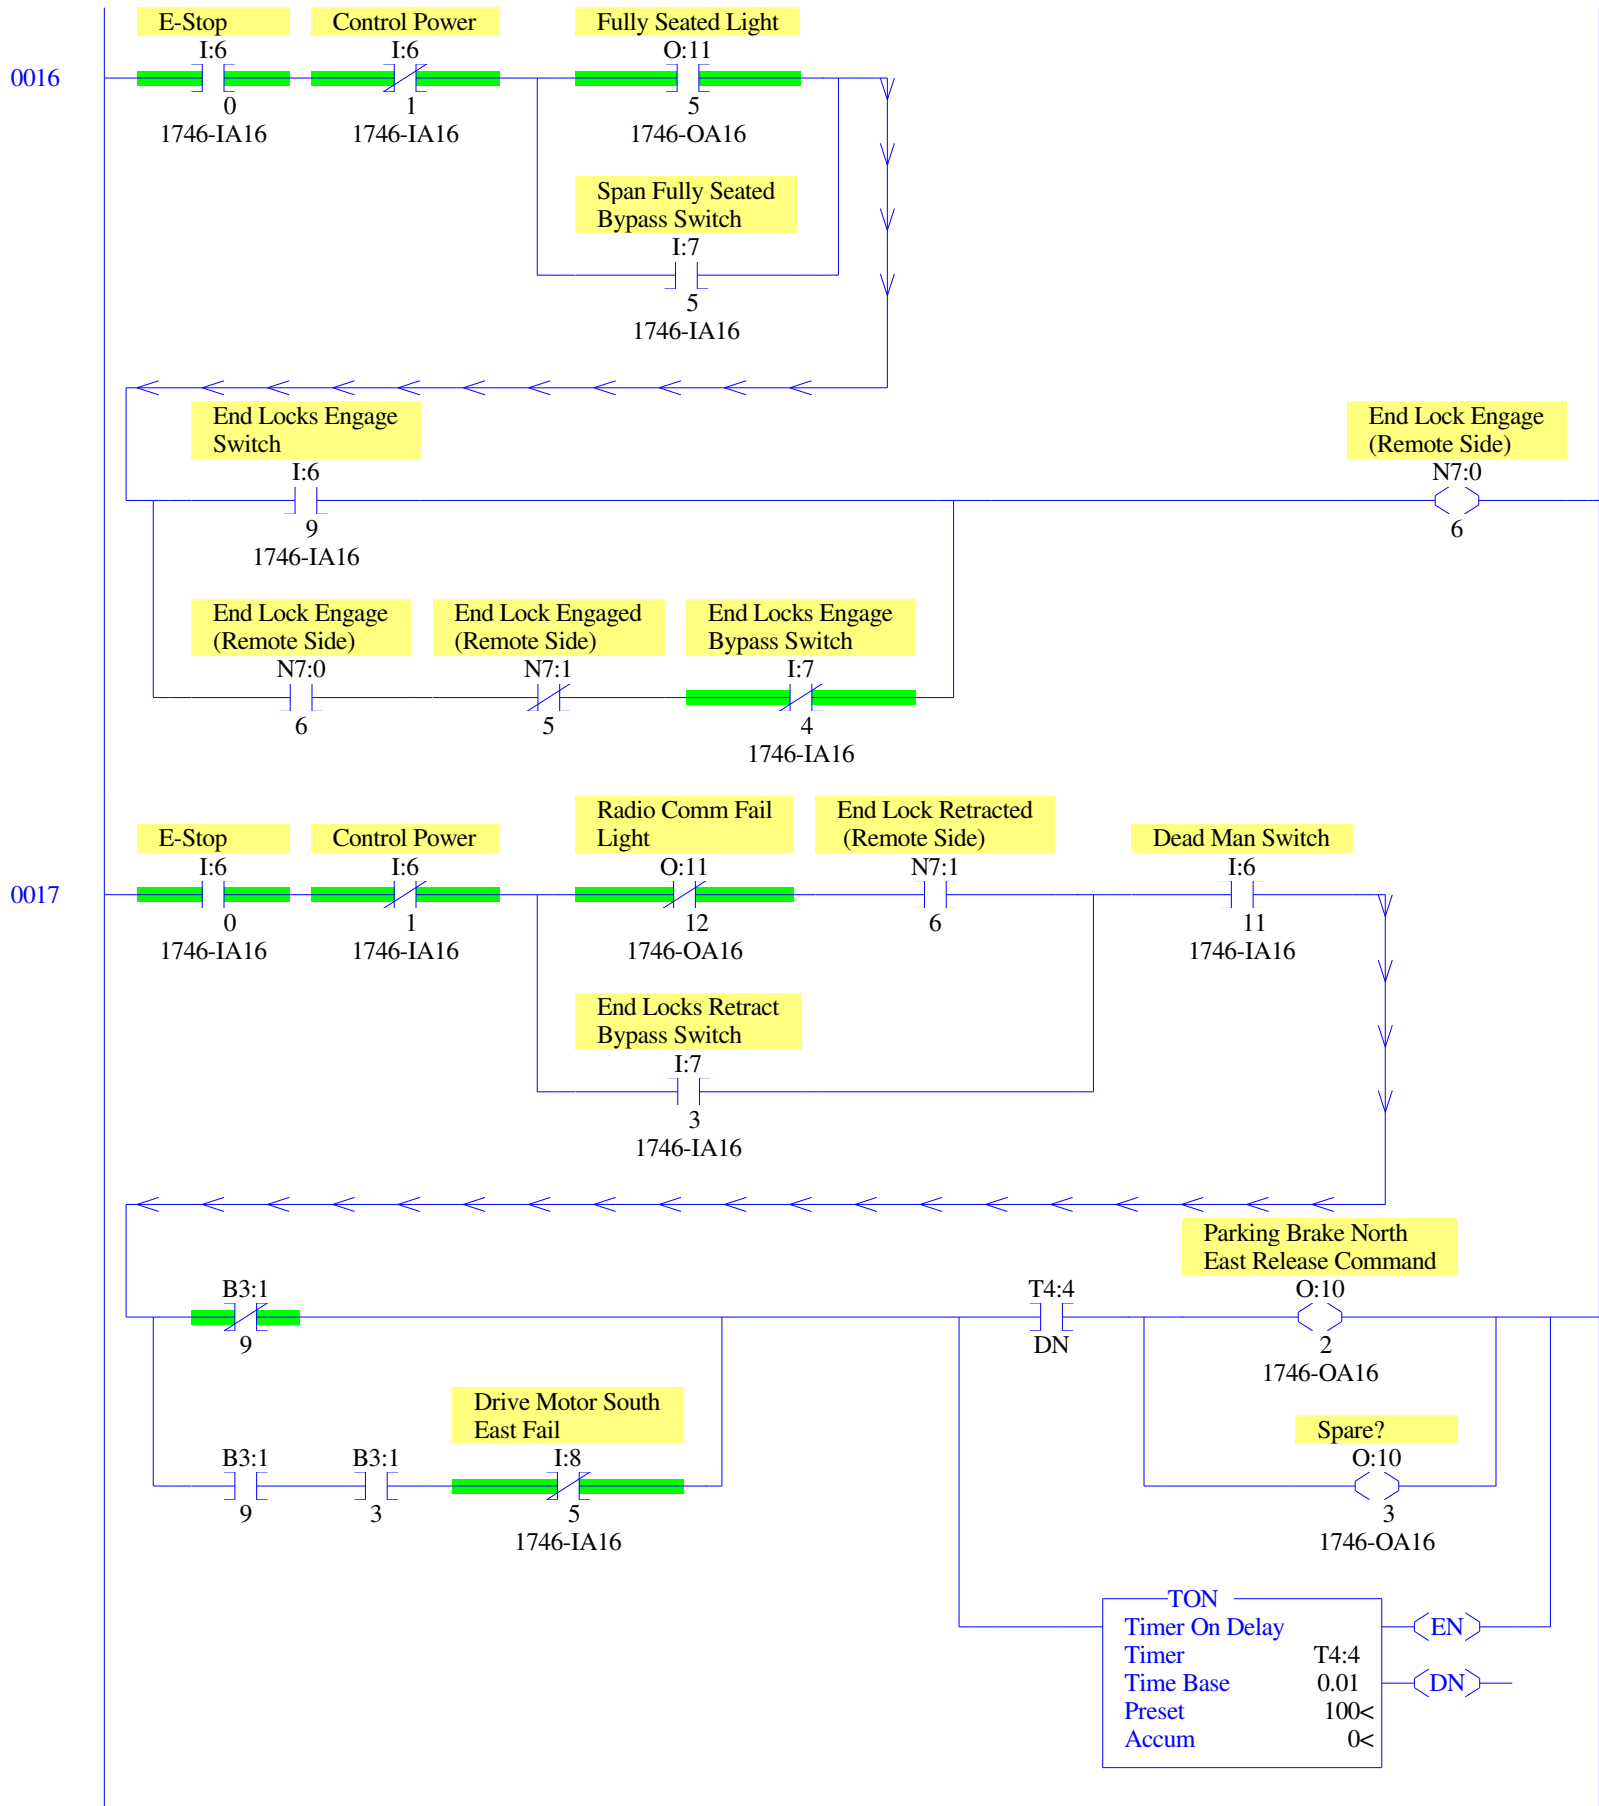 E-Stop
I:6
0
1746-IA16
Control Power
I:6
1
1746-IA16
Fully Seated Light
O:11
5
1746-OA16
0016
Span Fully Seated
Bypass Switch
I:7
5
1746-IA16
End Locks Engage
Switch
I:6
9
1746-IA16
End Lock Engage
(Remote Side)
N7:0
6
End Lock Engage
(Remote Side)
N7:0
6
End Lock Engaged
(Remote Side)
N7:1
5
End Locks Engage
Bypass Switch
I:7
4
1746-IA16
0017
E-Stop
I:6
0
1746-IA16
Control Power
I:6
1
1746-IA16
Radio Comm Fail
Light
O:11
12
1746-OA16
End Lock Retracted
(Remote Side)
N7:1
6
Dead Man Switch
I:6
11
1746-IA16
End Locks Retract
Bypass Switch
I:7
3
1746-IA16
B3:1
9
T4:4
DN
Parking Brake North
East Release Command
O:10
2
1746-OA16
B3:1
9
B3:1
3
Drive Motor South
East Fail
I:8
5
1746-IA16
Spare?
O:10
3
1746-OA16
TON
Timer On Delay
Timer T4:4
Time Base 0.01
Preset 100<
Accum 0<
EN
DN